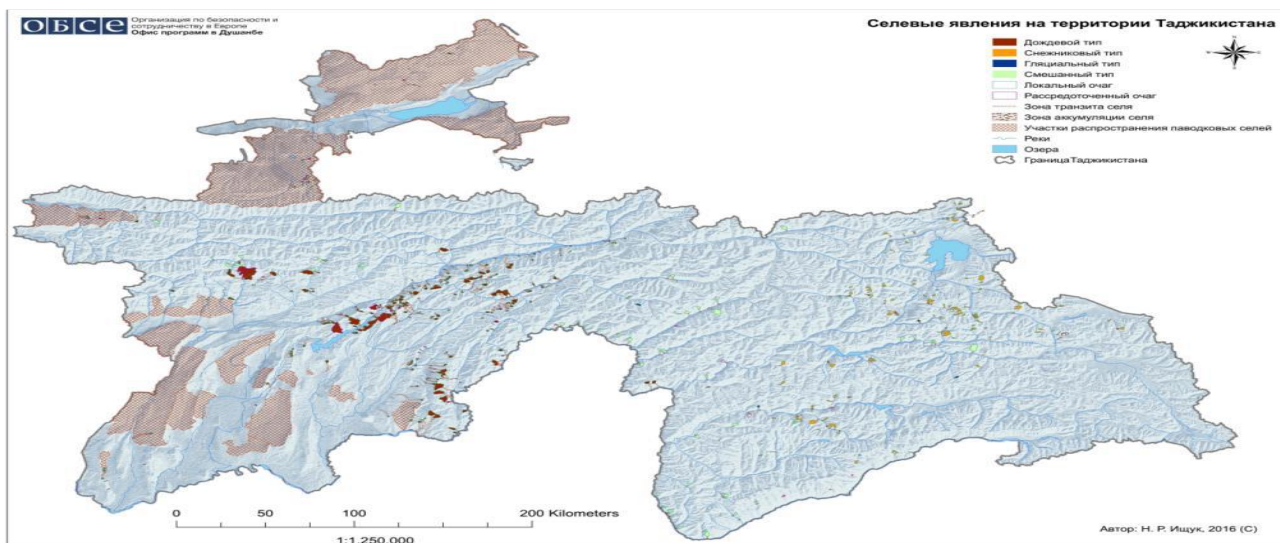 ОБСЕ
Организация по безопасности и
сотрудничеству в Европе
Офис программ в Душанбе
Селевые явления на территории Таджикистана
Дождевой тип
Снежниковый тип
Гляциальный тип
Смешанный тип
Локальный очаг
Рассредоточенный очаг
Зона транзита селя
Зона аккумуляции селя
Участки распространения паводковых селей
Реки
Озера
ГраницаТаджикистана
0 50 100 200 Kilometers
1:1.250.000
Автор: Н. Р. Ищук, 2016 (C)